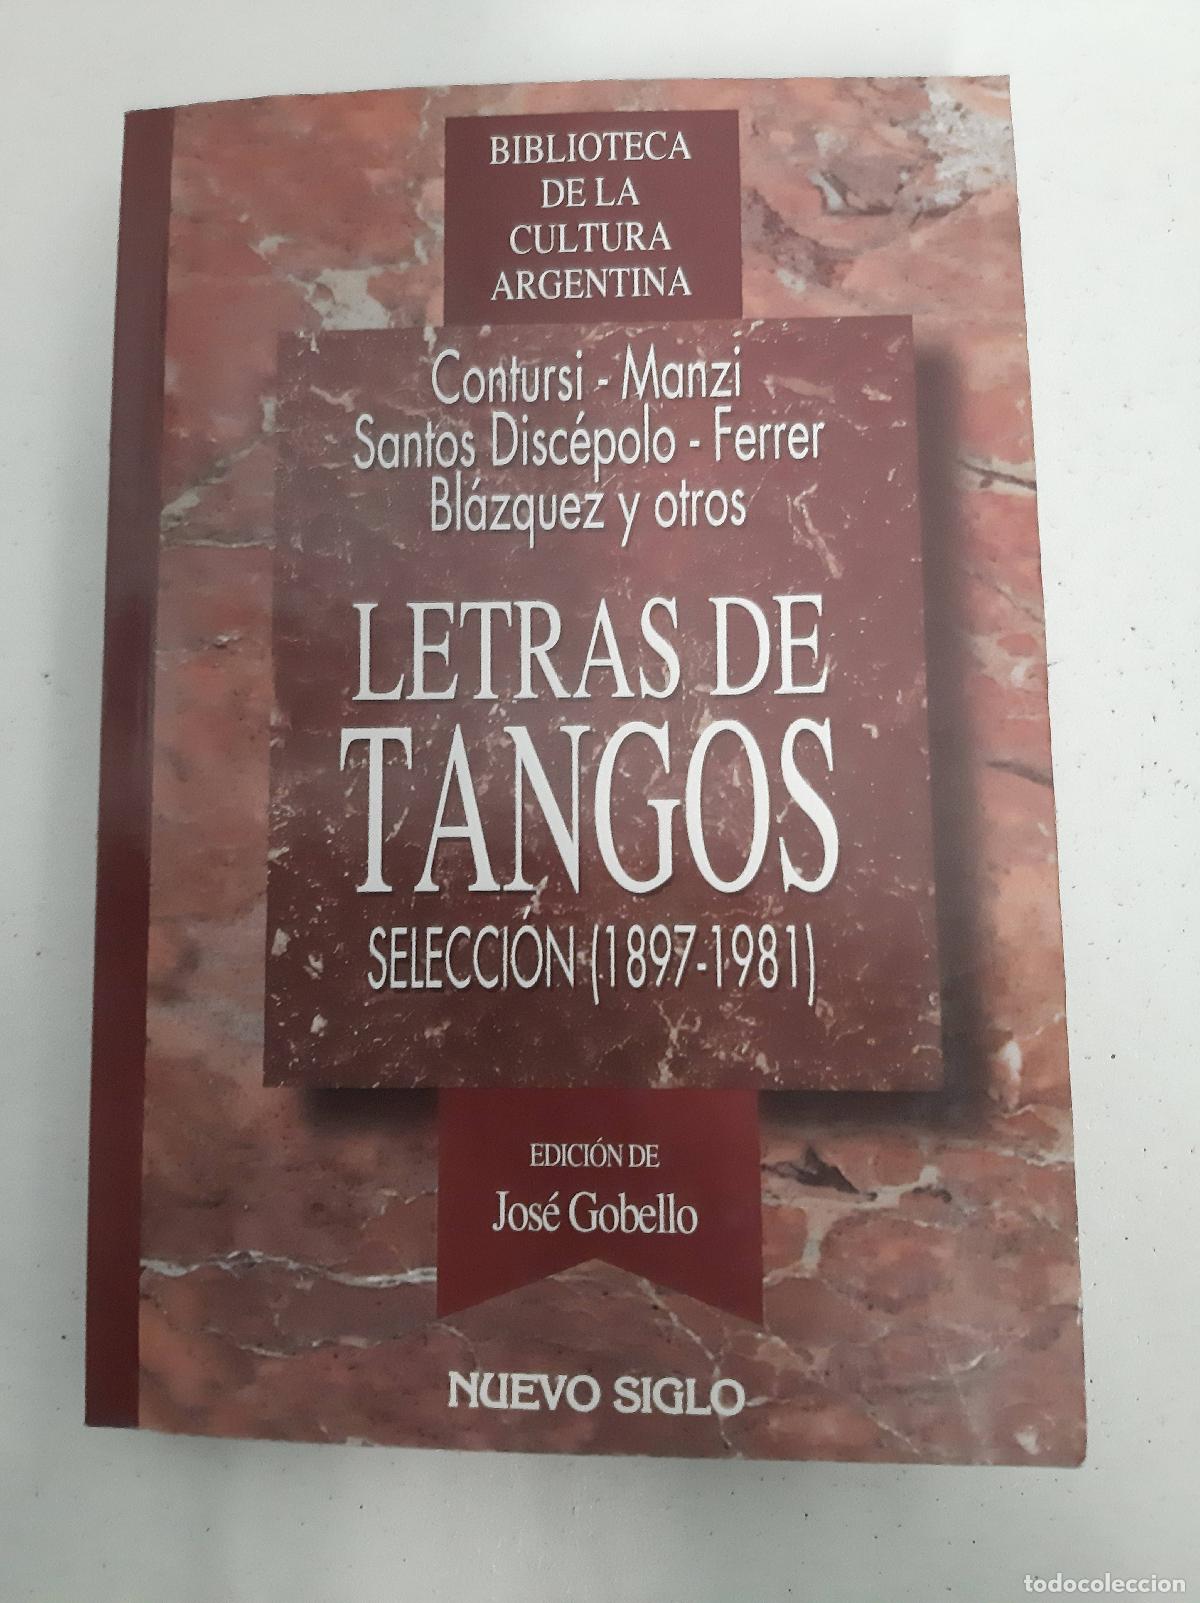 BIBLIOTECA
DE LA
CULTURA
ARGENTINA
Contursi - Manzi
Santos Discépolo - Ferrer
Blázquez y otros
LETRAS DE
TANGOS
SELECCIÓN (1897-1981)
EDICIÓN DE
José Gobello
NUEVO SIGLO
todocoleccion